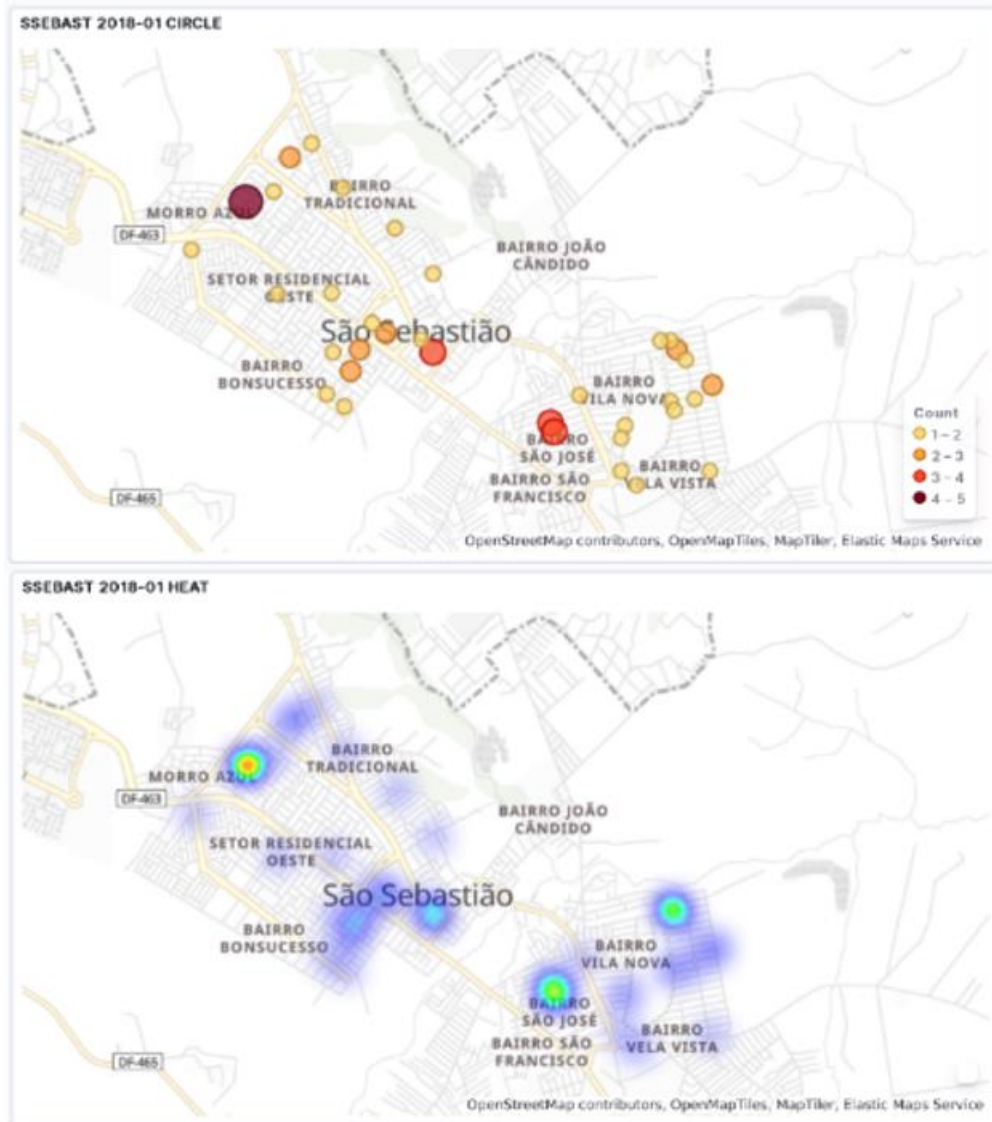 SSEBAST 2018-01 CIRCLE
BAIRRO
TRADICIONAL
MORRO AZUL
DF-463
BAIRRO JOÃO
CÂNDIDO
SETOR RESIDENCIAL
OESTE
São Sebastião
BAIRRO
BONSUCESSO
BAIRRO
VILA NOVA
Count
1 - 2
2 - 3
3 - 4
4 - 5
BAIRRO
SÃO JOSÉ
BAIRRO
VELA VISTA
BAIRRO SÃO
FRANCISCO
DF-465
OpenStreetMap contributors, OpenMapTiles, MapTiler, Elastic Maps Service
SSEBAST 2018-01 HEAT
BAIRRO
TRADICIONAL
MORRO AZUL
DF-463
BAIRRO JOÃO
CÂNDIDO
SETOR RESIDENCIAL
OESTE
São Sebastião
BAIRRO
BONSUCESSO
BAIRRO
VILA NOVA
BAIRRO
SÃO JOSÉ
BAIRRO
VELA VISTA
BAIRRO SÃO
FRANCISCO
DF-465
OpenStreetMap contributors, OpenMapTiles, MapTiler, Elastic Maps Service